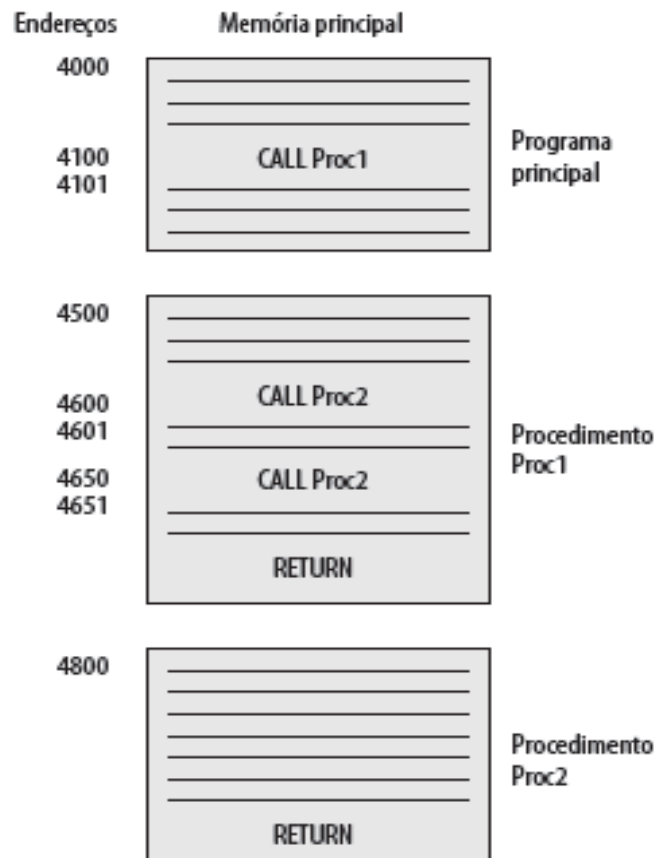 Endereços Memória principal
4000
4100 CALL Proc1
4101
Programa
principal
4500
4600 CALL Proc2
4601
4650 CALL Proc2
4651
RETURN
Procedimento
Proc1
4800
Procedimento
Proc2
RETURN